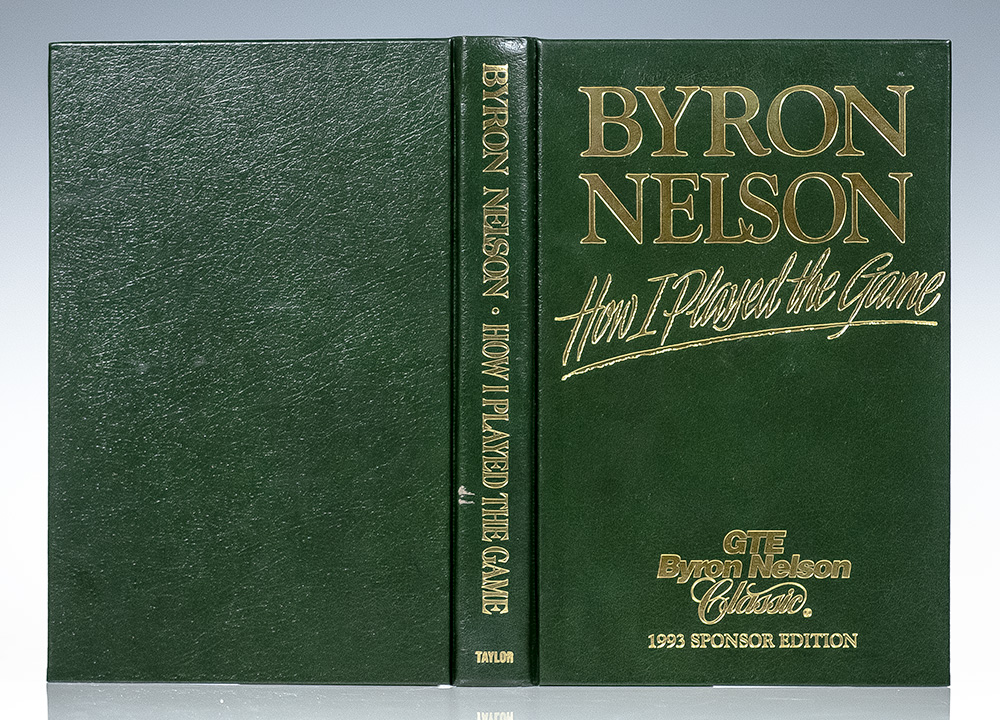 BYRON NELSON • HOW I PLAYED THE GAME
TAYLOR
BYRON
NELSON
How I Played the Game
GTE
Byron Nelson
Classic.
1993 SPONSOR EDITION